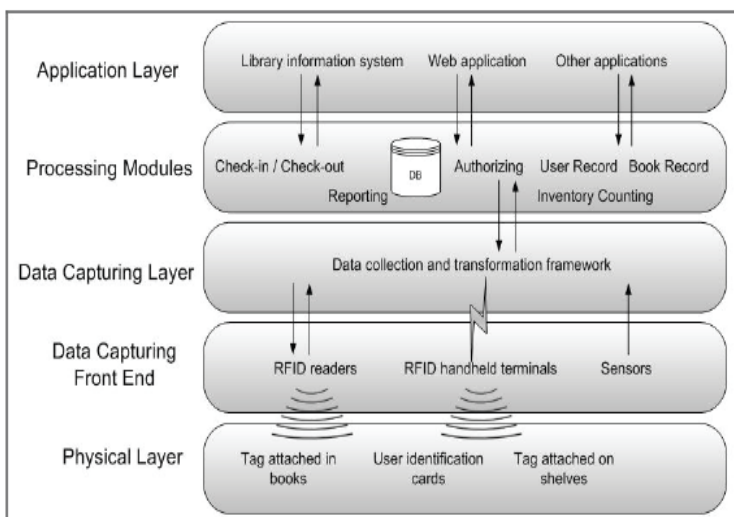 Application Layer
Library information system
Web application
Other applications
Processing Modules
Check-in / Check-out
DB
Authorizing
User Record
Book Record
Reporting
Inventory Counting
Data Capturing Layer
Data collection and transformation framework
Data Capturing
Front End
RFID readers
RFID handheld terminals
Sensors
Physical Layer
Tag attached in
books
User identification
cards
Tag attached on
shelves